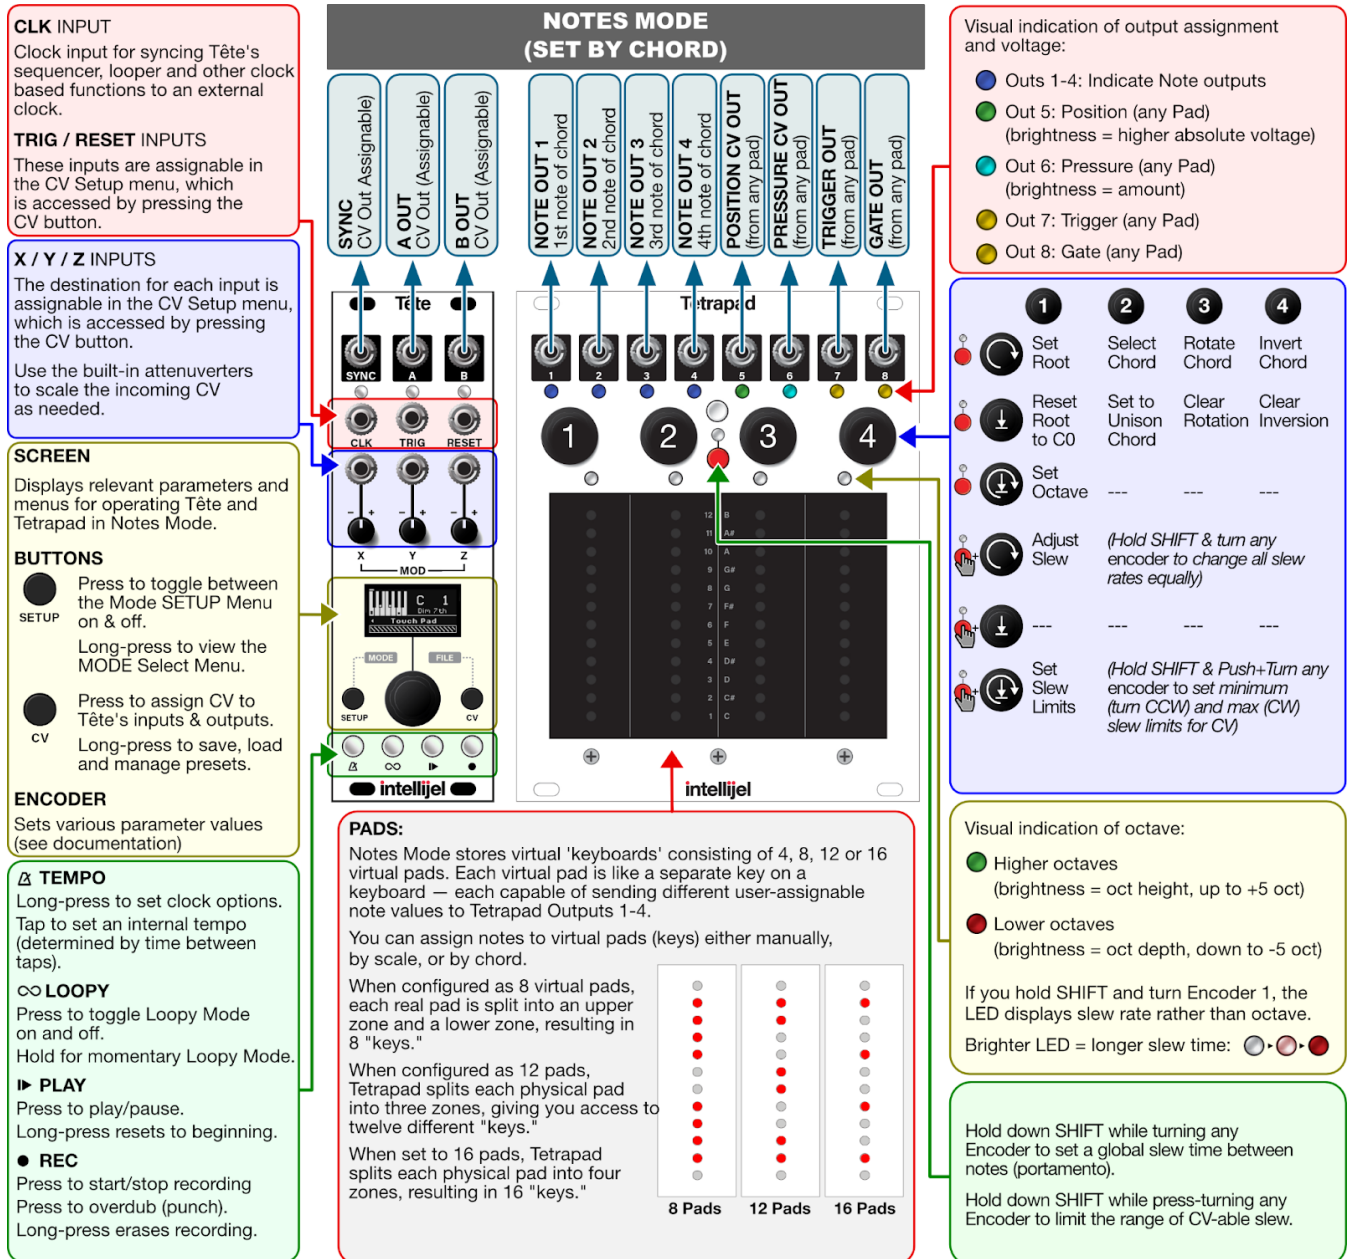 NOTES MODE
(SET BY CHORD)
CLK INPUT
Clock input for syncing Tête's
sequencer, looper and other clock
based functions to an external
clock.
TRIG / RESET INPUTS
These inputs are assignable in
the CV Setup menu, which
is accessed by pressing the
CV button.
X / Y / Z INPUTS
The destination for each input is
assignable in the CV Setup menu,
which is accessed by pressing
the CV button.
Use the built-in attenuverters
to scale the incoming CV
as needed.
SCREEN
Displays relevant parameters and
menus for operating Tête and
Tetrapad in Notes Mode.
BUTTONS
SETUP
Press to toggle between
the Mode SETUP Menu
on & off.
Long-press to view the
MODE Select Menu.
CV
Press to assign CV to
Tête's inputs & outputs.
Long-press to save, load
and manage presets.
ENCODER
Sets various parameter values
(see documentation)
TEMPO
Long-press to set clock options.
Tap to set an internal tempo
(determined by time between
taps).
LOOPY
Press to toggle Loopy Mode
on and off.
Hold for momentary Loopy Mode.
PLAY
Press to play/pause.
Long-press resets to beginning.
REC
Press to start/stop recording
Press to overdub (punch).
Long-press erases recording.
SYNC
CV Out Assignable)
A OUT
CV Out (Assignable)
B OUT
CV Out (Assignable)
NOTE OUT 1
1st note of chord
NOTE OUT 2
2nd note of chord
NOTE OUT 3
3rd note of chord
NOTE OUT 4
4th note of chord
POSITION CV OUT
(from any pad)
PRESSURE CV OUT
(from any pad)
TRIGGER OUT
(from any pad)
GATE OUT
(from any pad)
Tête
SYNC A B
CLK TRIG RESET
- + - + - +
X Y Z
MOD
C 1
Dim 7th
Touch Pad
MODE FILE
SETUP CV
intellijel
Tetrapad
1 2 3 4 5 6 7 8
1 2 3 4
12 B
11 A#
10 A
9 G#
8 G
7 F#
6 F
5 E
4 D#
3 D
2 C#
1 C
intellijel
PADS:
Notes Mode stores virtual 'keyboards' consisting of 4, 8, 12 or 16
virtual pads. Each virtual pad is like a separate key on a
keyboard — each capable of sending different user-assignable
note values to Tetrapad Outputs 1-4.
You can assign notes to virtual pads (keys) either manually,
by scale, or by chord.
When configured as 8 virtual pads,
each real pad is split into an upper
zone and a lower zone, resulting in
8 "keys."
When configured as 12 pads,
Tetrapad splits each physical pad
into three zones, giving you access to
twelve different "keys."
When set to 16 pads, Tetrapad
splits each physical pad into four
zones, resulting in 16 "keys."
8 Pads 12 Pads 16 Pads
Visual indication of output assignment
and voltage:
Outs 1-4: Indicate Note outputs
Out 5: Position (any Pad)
(brightness = higher absolute voltage)
Out 6: Pressure (any Pad)
(brightness = amount)
Out 7: Trigger (any Pad)
Out 8: Gate (any Pad)
1 2 3 4
Set Select Rotate Invert
Root Chord Chord Chord
Reset Set to Clear Clear
Root Unison Rotation Inversion
to C0 Chord
Set
Octave --- --- ---
Adjust
Slew
(Hold SHIFT & turn any
encoder to change all slew
rates equally)
+
--- --- --- ---
+
Set
Slew
Limits
(Hold SHIFT & Push+Turn any
encoder to set minimum
(turn CCW) and max (CW)
slew limits for CV)
+
Visual indication of octave:
Higher octaves
(brightness = oct height, up to +5 oct)
Lower octaves
(brightness = oct depth, down to -5 oct)
If you hold SHIFT and turn Encoder 1, the
LED displays slew rate rather than octave.
Brighter LED = longer slew time:
Hold down SHIFT while turning any
Encoder to set a global slew time between
notes (portamento).
Hold down SHIFT while press-turning any
Encoder to limit the range of CV-able slew.